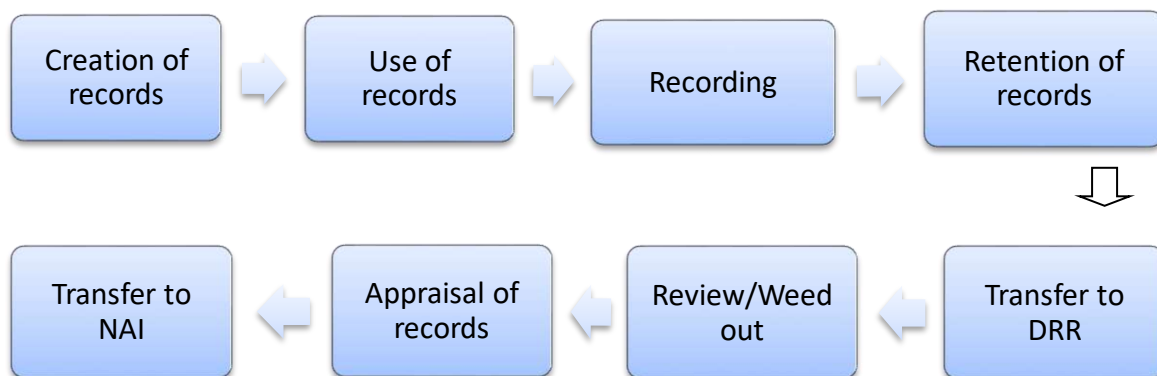 Creation of
records
Use of
records
Recording
Retention of
records
Transfer to
DRR
Review/Weed
out
Appraisal of
records
Transfer to
NAI